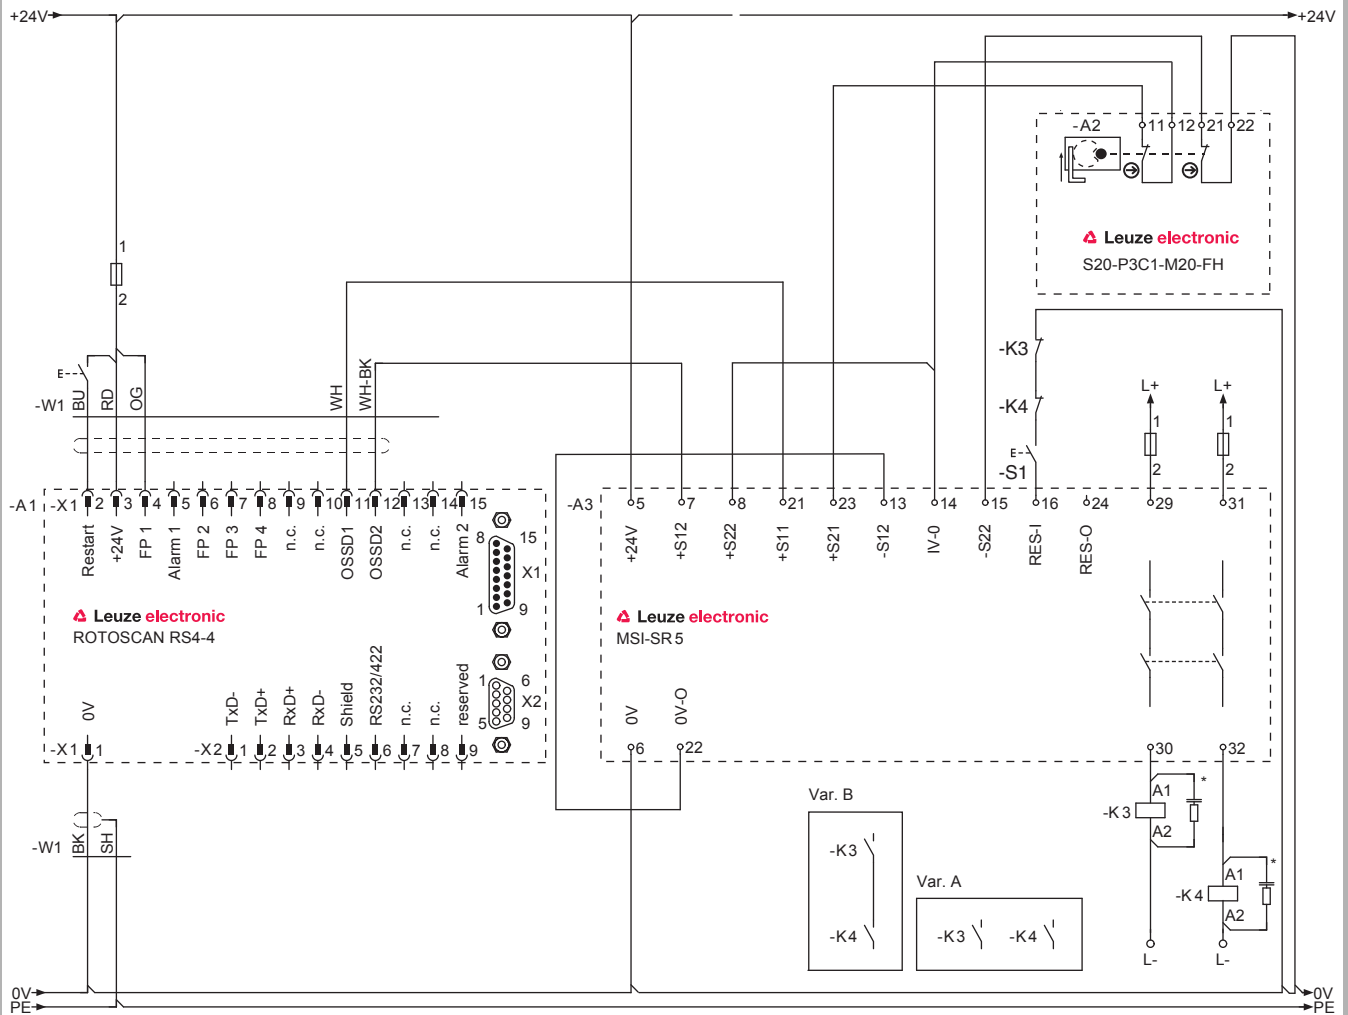 +24V
+24V
-A2
11 12 21 22
Leuze electronic
S20-P3C1-M20-FH
1
2
-K3
-K4
E
-S1
L+
L+
1
2
1
2
E
BU
RD
OG
WH
WH-BK
-W1
-A1
-X1 2 3 4 5 6 7 8 9 10 11 12 13 14 15
Restart
+24V
FP 1
Alarm 1
FP 2
FP 3
FP 4
n.c.
n.c.
OSSD1
OSSD2
n.c.
n.c.
Alarm 2
8 15
X1
1 9
Leuze electronic
ROTOSCAN RS4-4
1 6
X2
5 9
0V
TxD-
TxD+
RxD+
RxD-
Shield
RS232/422
n.c.
n.c.
reserved
-X1 1
-X2 1 2 3 4 5 6 7 8 9
-W1
BK
SH
-A3
5 7 8 21 23 13 14 15 16 24 29 31
+24V
+S12
+S22
+S11
+S21
-S12
IV-0
-S22
RES-I
RES-O
Leuze electronic
MSI-SR5
0V
0V-O
6 22 30 32
Var. B
-K3
-K4
Var. A
-K3 -K4
A1
*
-K3
A2
A1
*
-K4
A2
L-
L-
0V
0V
PE
PE